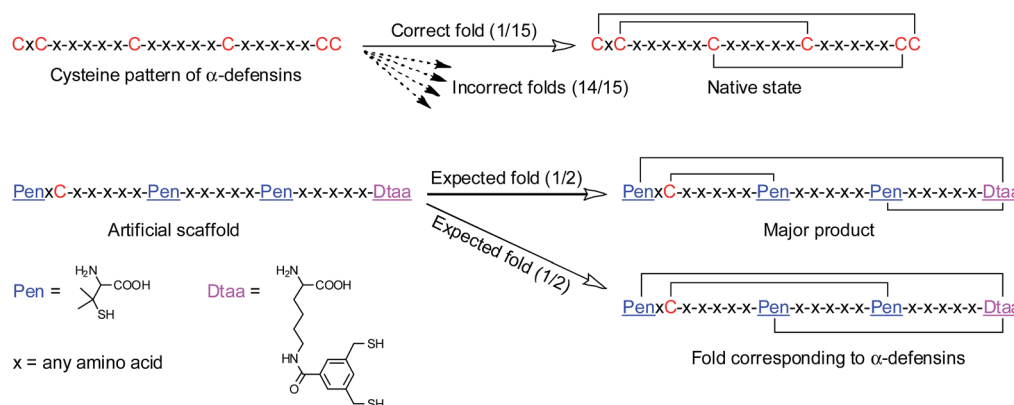 CxC-x-x-x-x-x-C-x-x-x-x-x-C-x-x-x-x-x-CC
Correct fold (1/15)
CxC-x-x-x-x-x-C-x-x-x-x-x-C-x-x-x-x-x-CC
Cysteine pattern of α-defensins
Incorrect folds (14/15)
Native state
PenxC-x-x-x-x-x-Pen-x-x-x-x-x-Pen-x-x-x-x-x-Dtaa
Expected fold (1/2)
PenxC-x-x-x-x-x-Pen-x-x-x-x-x-Pen-x-x-x-x-x-Dtaa
Artificial scaffold
Expected fold (1/2)
Major product
Pen =
H₂N
COOH
SH
Dtaa =
H₂N
COOH
HN
O
SH
SH
PenxC-x-x-x-x-x-Pen-x-x-x-x-x-Pen-x-x-x-x-x-Dtaa
x = any amino acid
Fold corresponding to α-defensins